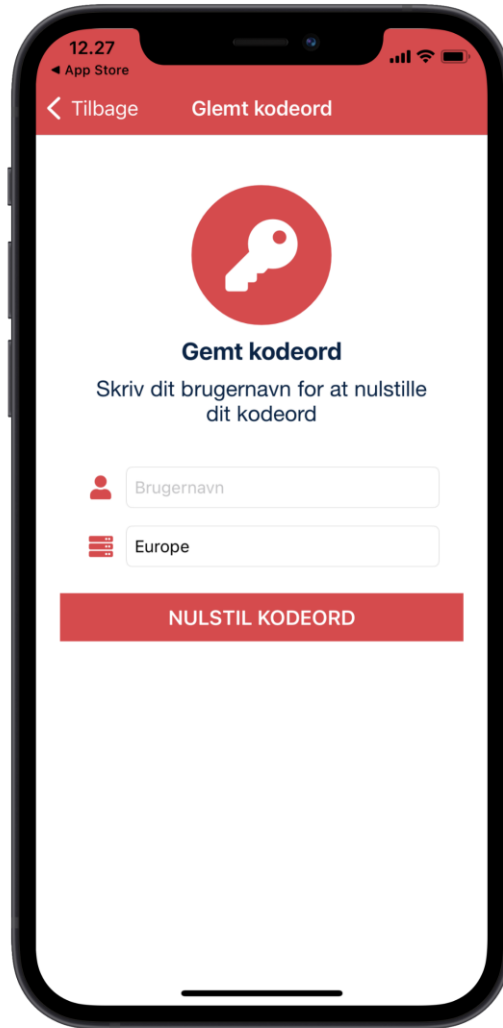 12.27
◀ App Store
Tilbage
Glemt kodeord
Gemt kodeord
Skriv dit brugernavn for at nulstille
dit kodeord
Brugernavn
Europe
NULSTIL KODEORD